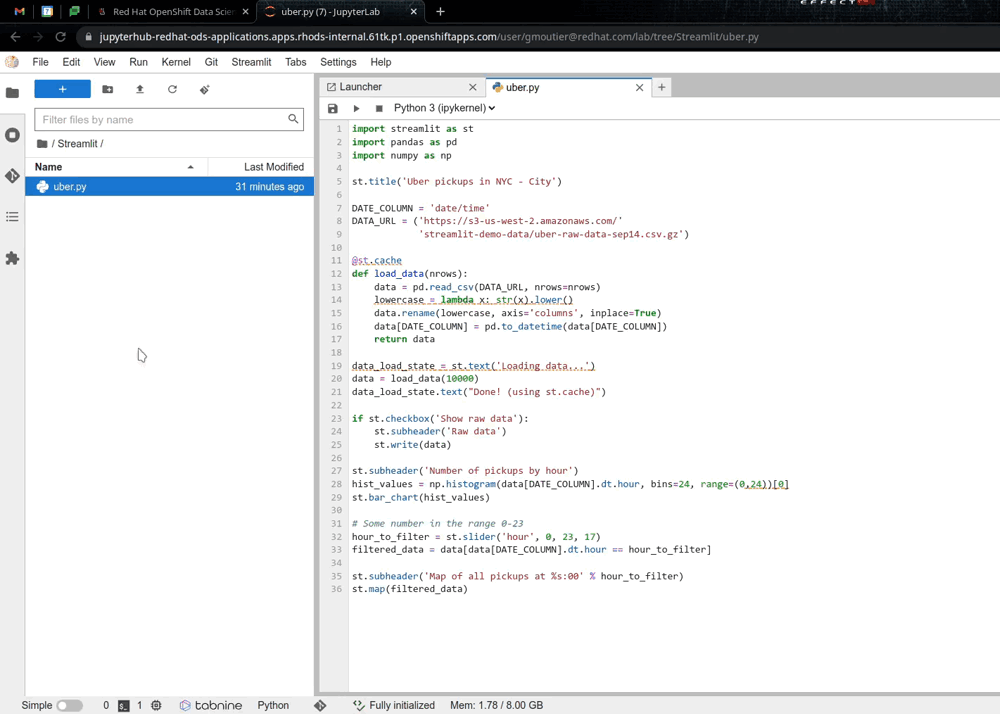 Red Hat OpenShift Data Scien
uber.py (7) - JupyterLab
EFFECT
jupyterhub-redhat-ods-applications.apps.rhods-internal.61tk.p1.openshiftapps.com/user/gmoutier@redhat.com/lab/tree/Streamlit/uber.py
File Edit View Run Kernel Git Streamlit Tabs Settings Help
Launcher
uber.py
Python 3 (ipykernel)
Filter files by name
/ Streamlit /
Name Last Modified
uber.py 31 minutes ago
1 import streamlit as st
2 import pandas as pd
3 import numpy as np
4
5 st.title('Uber pickups in NYC - City')
6
7 DATE_COLUMN = 'date/time'
8 DATA_URL = ('https://s3-us-west-2.amazonaws.com/'
9 'streamlit-demo-data/uber-raw-data-sep14.csv.gz')
10
11 @st.cache
12 def load_data(nrows):
13 data = pd.read_csv(DATA_URL, nrows=nrows)
14 lowercase = lambda x: str(x).lower()
15 data.rename(lowercase, axis='columns', inplace=True)
16 data[DATE_COLUMN] = pd.to_datetime(data[DATE_COLUMN])
17 return data
18
19 data_load_state = st.text('Loading data...')
20 data = load_data(10000)
21 data_load_state.text("Done! (using st.cache)")
22
23 if st.checkbox('Show raw data'):
24 st.subheader('Raw data')
25 st.write(data)
26
27 st.subheader('Number of pickups by hour')
28 hist_values = np.histogram(data[DATE_COLUMN].dt.hour, bins=24, range=(0,24))[0]
29 st.bar_chart(hist_values)
30
31 # Some number in the range 0-23
32 hour_to_filter = st.slider('hour', 0, 23, 17)
33 filtered_data = data[data[DATE_COLUMN].dt.hour == hour_to_filter]
34
35 st.subheader('Map of all pickups at %s:00' % hour_to_filter)
36 st.map(filtered_data)
Simple 0 $_ 1 tabnine Python Fully initialized Mem: 1.78 / 8.00 GB